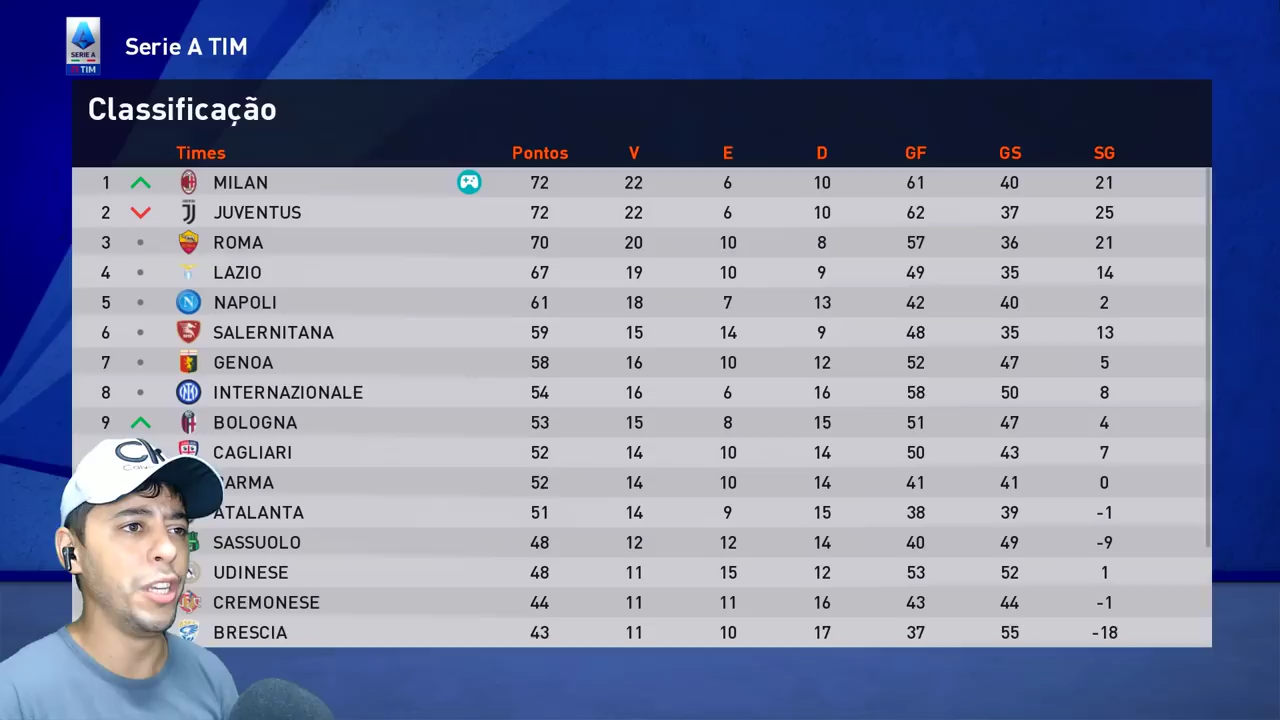 SERIE A
TIM
Serie A TIM
Classificação
Times Pontos V E D GF GS SG
1 MILAN 72 22 6 10 61 40 21
2 JUVENTUS 72 22 6 10 62 37 25
3 ROMA 70 20 10 8 57 36 21
4 LAZIO 67 19 10 9 49 35 14
5 NAPOLI 61 18 7 13 42 40 2
6 SALERNITANA 59 15 14 9 48 35 13
7 GENOA 58 16 10 12 52 47 5
8 INTERNAZIONALE 54 16 6 16 58 50 8
9 BOLOGNA 53 15 8 15 51 47 4
CAGLIARI 52 14 10 14 50 43 7
ARMA 52 14 10 14 41 41 0
ATALANTA 51 14 9 15 38 39 -1
SASSUOLO 48 12 12 14 40 49 -9
UDINESE 48 11 15 12 53 52 1
CREMONESE 44 11 11 16 43 44 -1
BRESCIA 43 11 10 17 37 55 -18